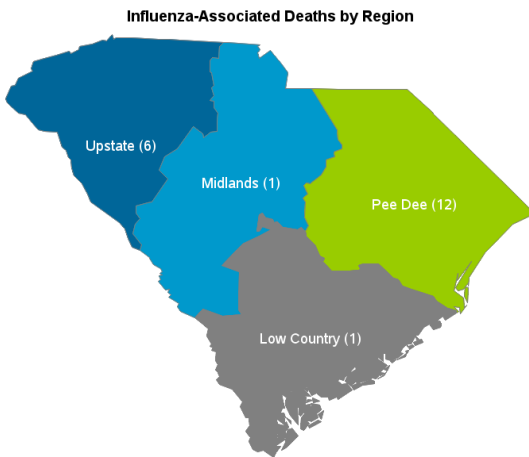 Influenza-Associated Deaths by Region
Upstate (6)
Midlands (1)
Pee Dee (12)
Low Country (1)